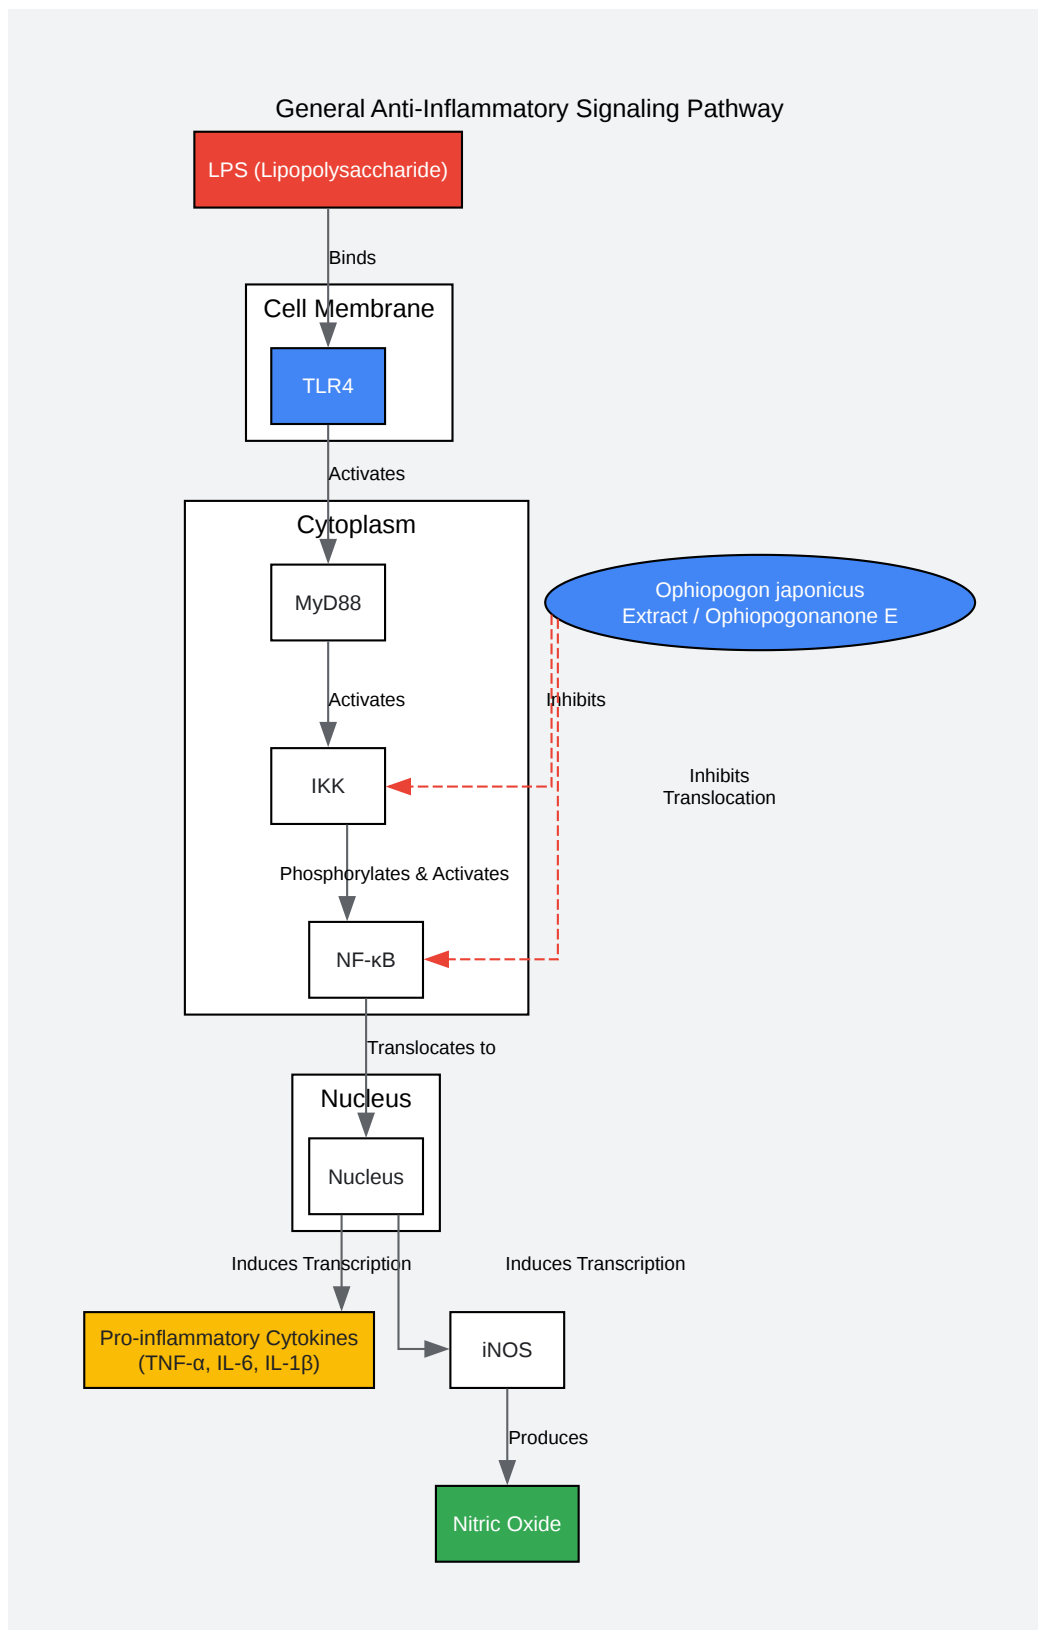 General Anti-Inflammatory Signaling Pathway
LPS (Lipopolysaccharide)
Binds
Cell Membrane
TLR4
Activates
Cytoplasm
MyD88
Ophiopogon japonicus
Extract / Ophiopogonanone E
Activates
Inhibits
IKK
Inhibits
Translocation
Phosphorylates & Activates
NF-κB
Translocates to
Nucleus
Nucleus
Induces Transcription
Induces Transcription
Pro-inflammatory Cytokines
(TNF-α, IL-6, IL-1β)
iNOS
Produces
Nitric Oxide